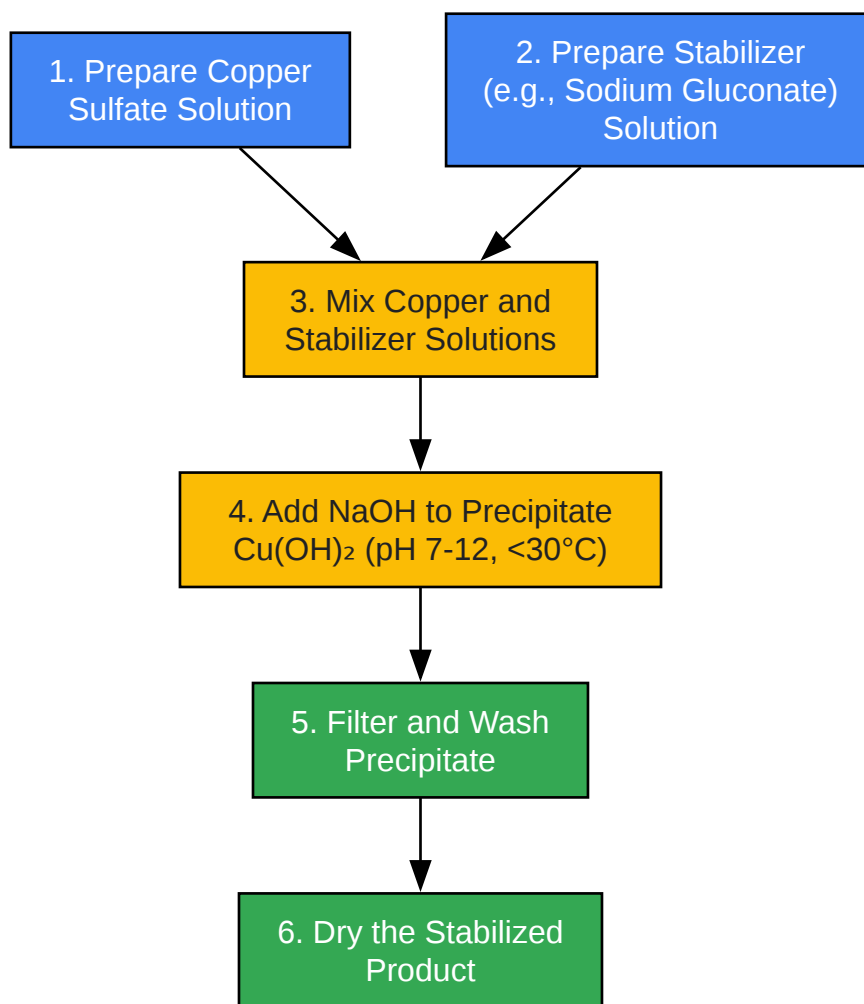 1. Prepare Copper
Sulfate Solution
2. Prepare Stabilizer
(e.g., Sodium Gluconate)
Solution
3. Mix Copper and
Stabilizer Solutions
4. Add NaOH to Precipitate
Cu(OH)₂ (pH 7-12, <30°C)
5. Filter and Wash
Precipitate
6. Dry the Stabilized
Product